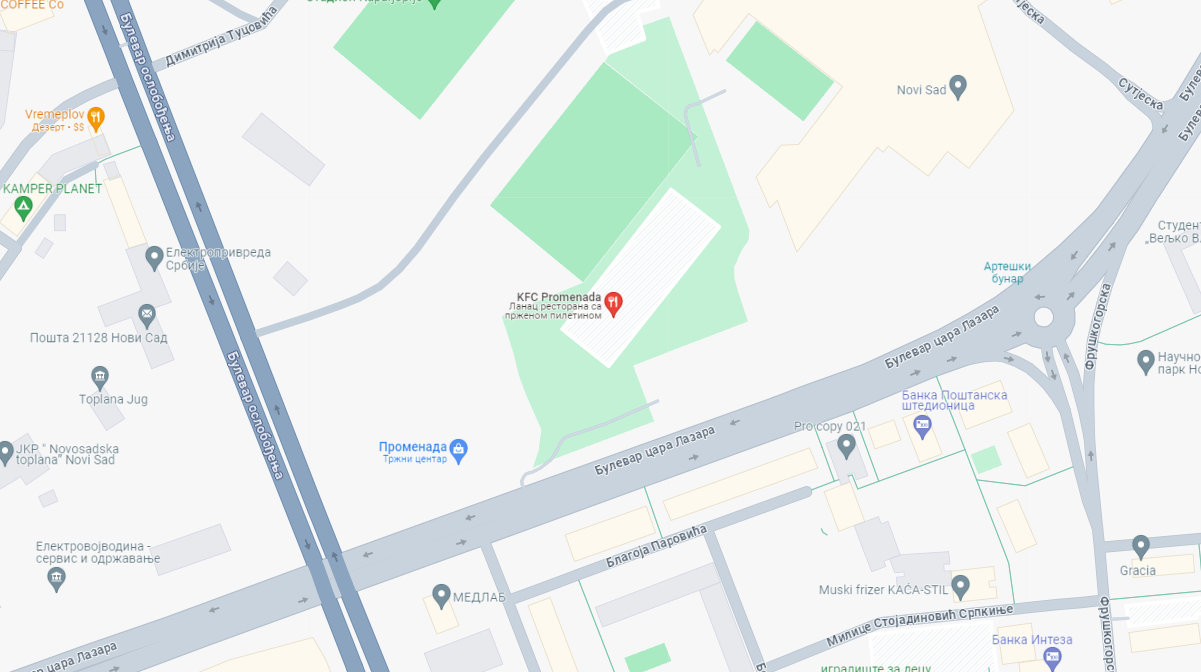 COFFEE Co
Булевар ослобођења
Димитрија Туцовића
Стадион Карађорђе
Сутјеска
Novi Sad
Vremeplov
Дезерт • $$
KAMPER PLANET
Електропривреда
Србије
Студент
„Вељко Вл
Артешки
бунар
KFC Promenada
Ланац ресторана са
прженом пилетином
Пошта 21128 Нови Сад
Булевар цара Лазара
Фрушкогорска
Научно
парк Но
Toplana Jug
Булевар ослобођења
Банка Поштанска
штедионица
Pro copy 021
JKP " Novosadska
toplana" Novi Sad
Променада
Тржни центар
Булевар цара Лазара
Електровојводина -
сервис и одржавање
Благоја Паровића
Gracia
МЕДЛАБ
Muski frizer KAĆA-STIL
Милице Стојадиновић Српкиње
Банка Интеза
цара Лазара
игралиште за децу